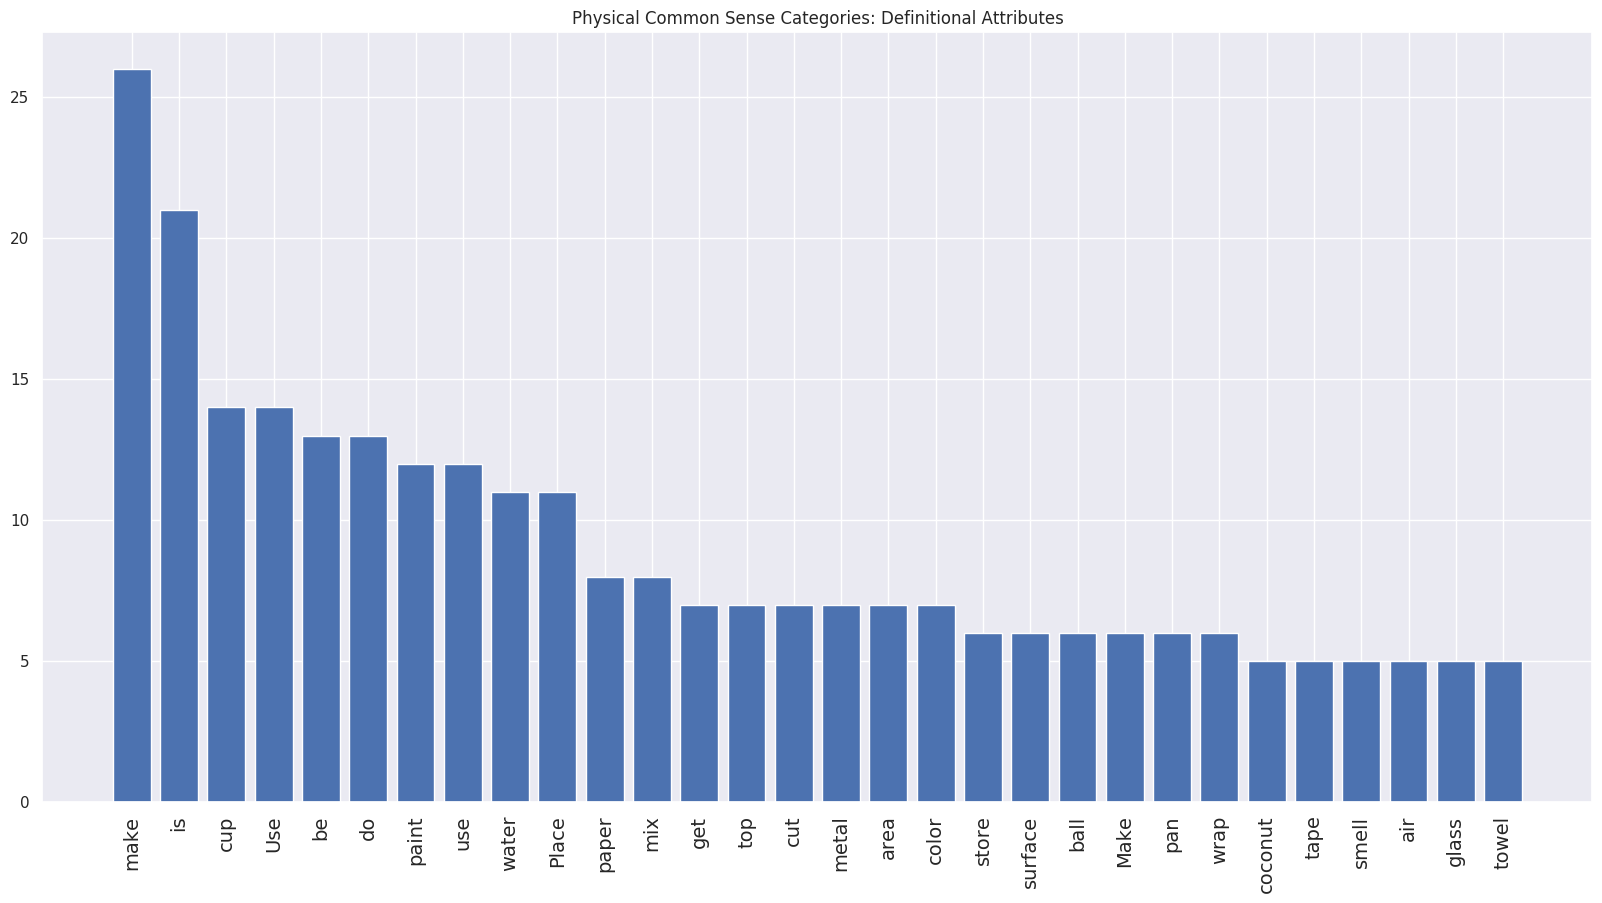 Physical Common Sense Categories: Definitional Attributes
25
20
15
10
5
0
make
is
cup
Use
be
do
paint
use
water
Place
paper
mix
get
top
cut
metal
area
color
store
surface
ball
Make
pan
wrap
coconut
tape
smell
air
glass
towel